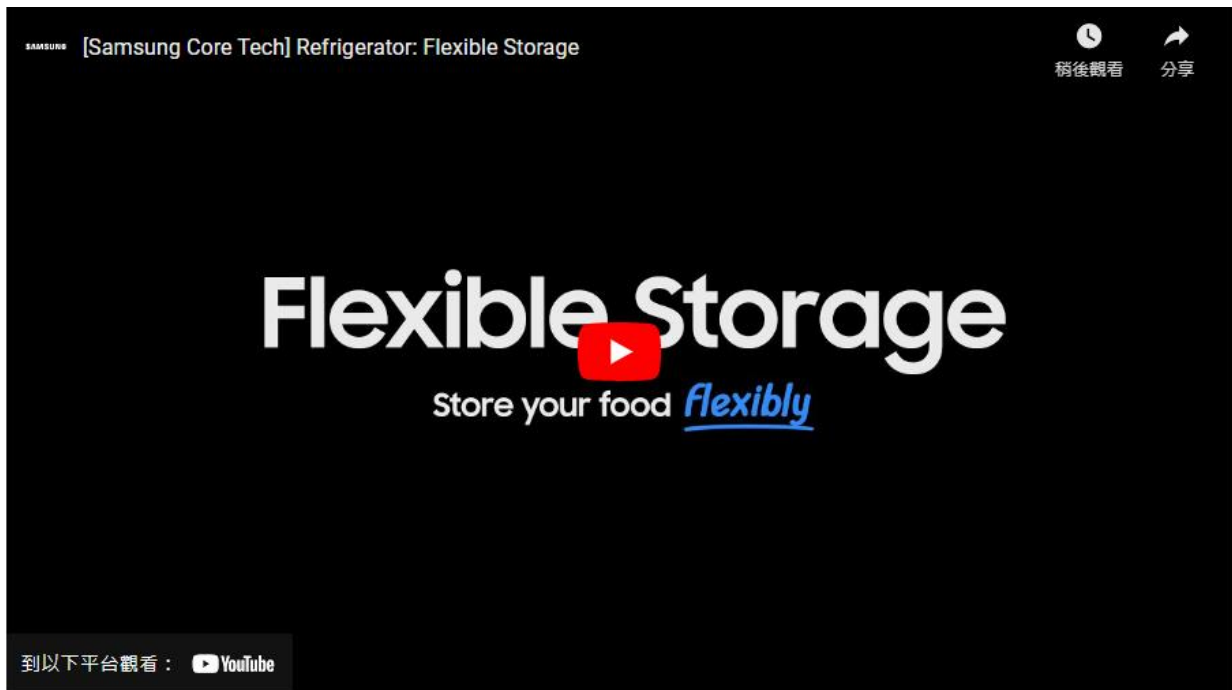 SAMSUNG [Samsung Core Tech] Refrigerator: Flexible Storage
稍後觀看 分享
Flexible Storage
Store your food flexibly
到以下平台觀看： YouTube